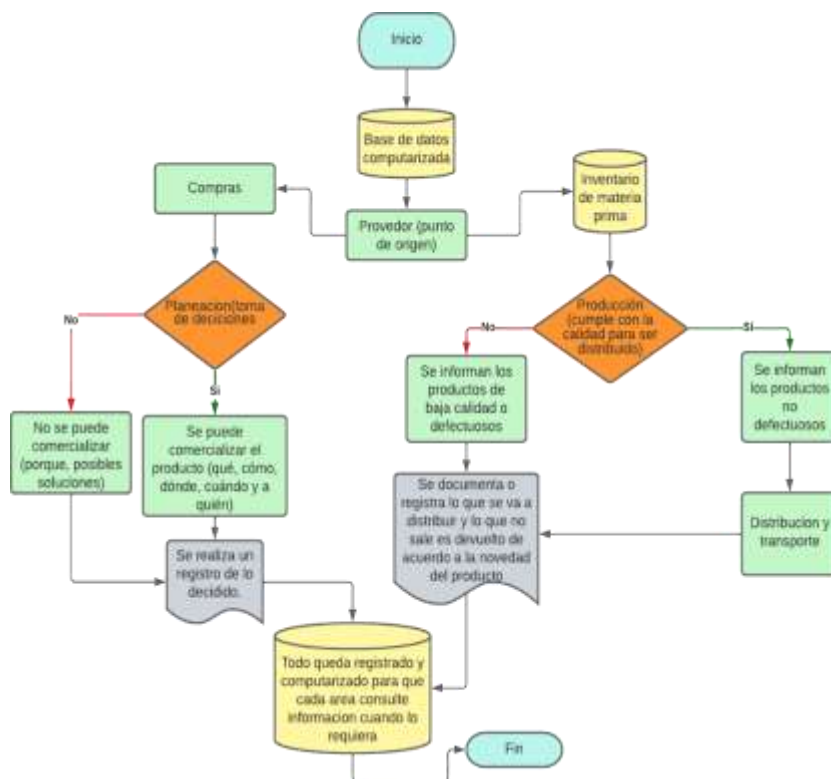 Inicio
Base de datos
computarizada
Compras
Provedor (punto
de origen)
Inventario
de materia
prima
Planeacion(toma
de deciciones
No
Si
Producción
(cumple con la
calidad para ser
distribuido)
No
Si
No se puede
comercializar
(porque, posibles
soluciones)
Se puede
comercializar el
producto (qué, cómo,
dónde, cuándo y a
quién)
Se informan los
productos de
baja calidad o
defectuosos
Se informan
los productos
no
defectuosos
Se realiza un
registro de lo
decidido.
Se documenta o
registra lo que se va a
distribuir y lo que no
sale es devuelto de
acuerdo a la novedad
del producto
Distribucion y
transporte
Todo queda registrado y
computarizado para que
cada area consulte
informacion cuando lo
requiera
Fin